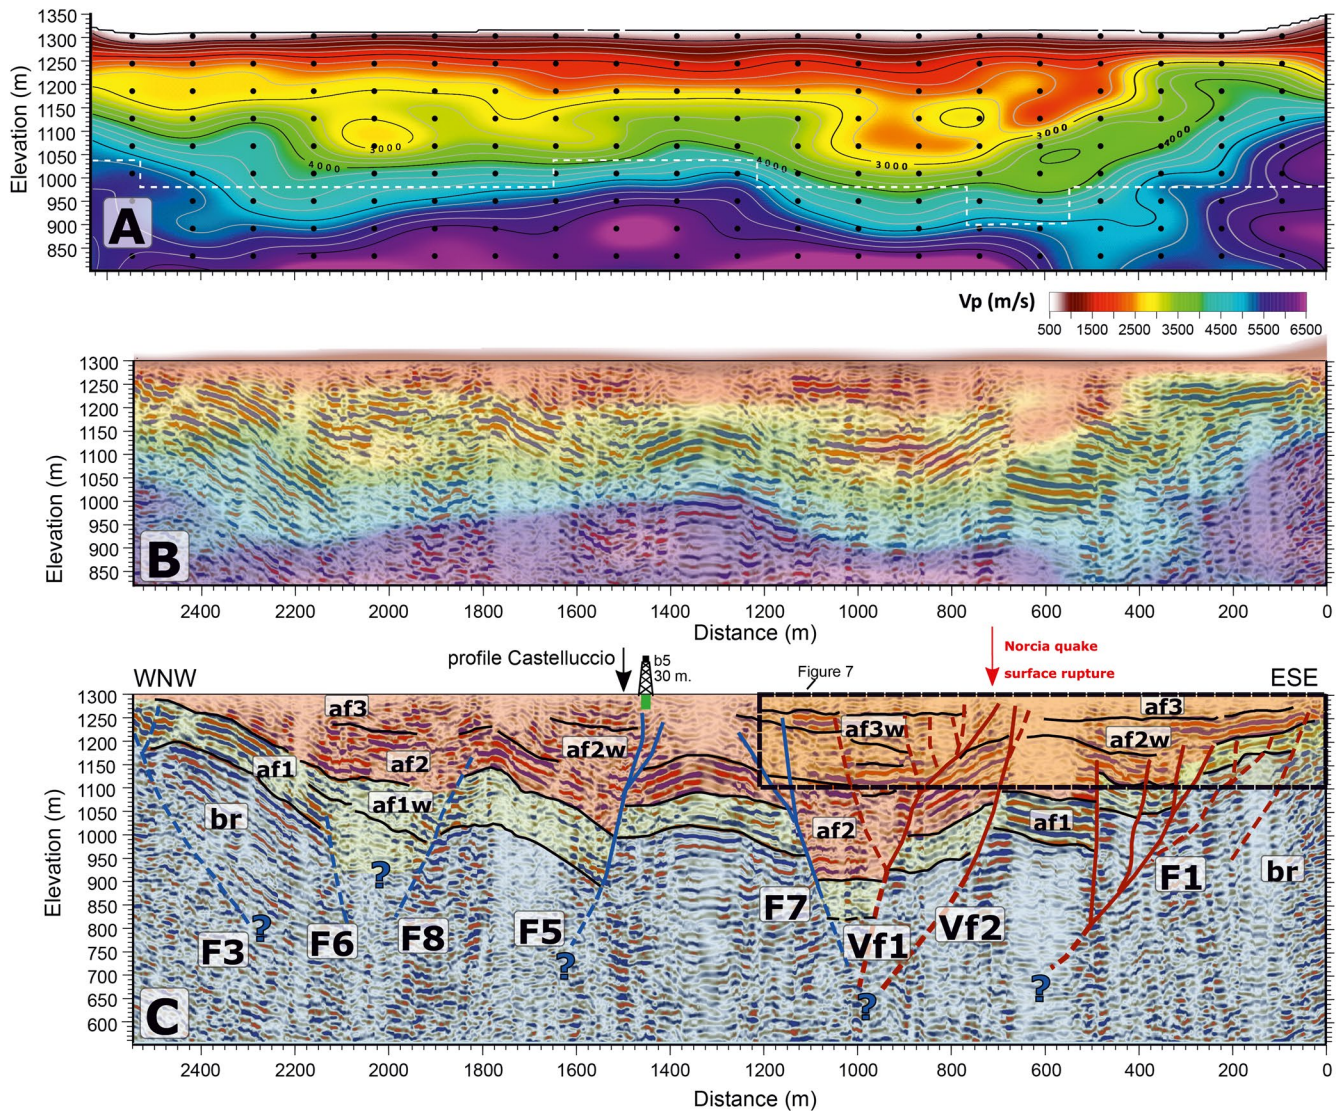 1350
1300
1250
1200
1150
1100
1050
1000
950
900
850
Elevation (m)
3000
4000
4000
3000
3000
4000
A
Vp (m/s)
500 1500 2500 3500 4500 5500 6500
1300
1250
1200
1150
1100
1050
1000
950
900
850
Elevation (m)
B
2400 2200 2000 1800 1600 1400 1200 1000 800 600 400 200 0
Distance (m)
WNW
profile Castelluccio
b5
30 m.
Figure 7
Norcia quake
surface rupture
ESE
1300
1250
1200
1150
1100
1050
1000
950
900
850
800
750
700
650
600
Elevation (m)
af3
af3
af3w
af2w
af2w
af1
af2
af1w
br
af2
af1
?
F7
F1
br
F3
?
F6
F8
F5
?
Vf1
Vf2
?
?
C
2400 2200 2000 1800 1600 1400 1200 1000 800 600 400 200 0
Distance (m)